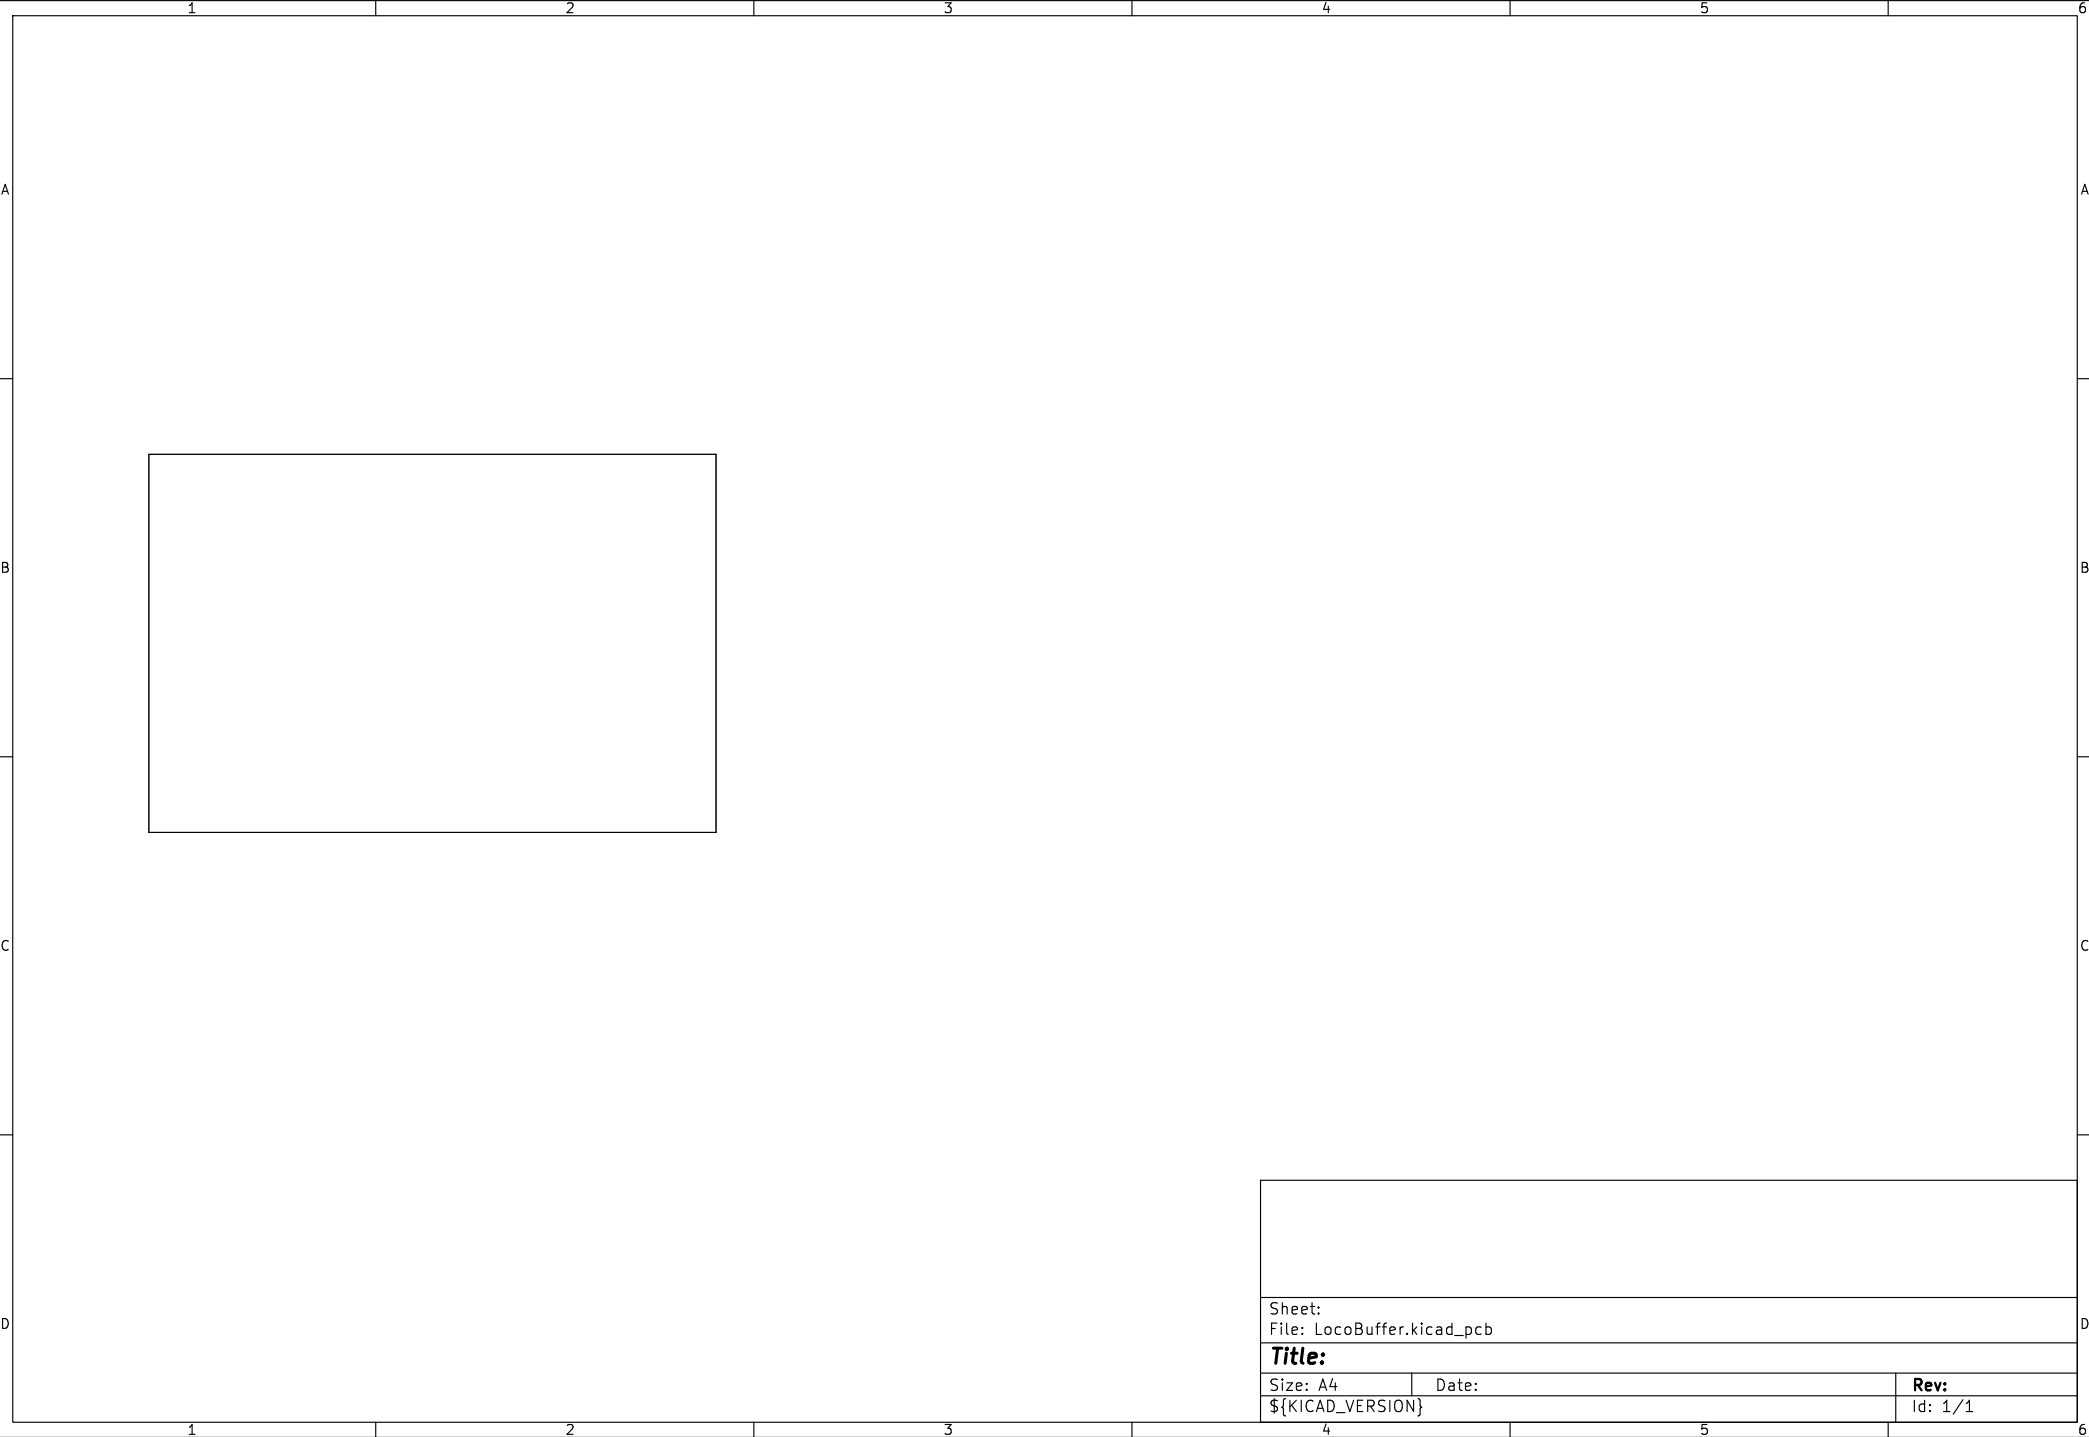 1 2 3 4 5 6
A A
B B
C C
Sheet:
File: LocoBuffer.kicad_pcb
D D
Title:
Size: A4 Date: Rev:
${KICAD_VERSION} Id: 1/1
1 2 3 4 5 6